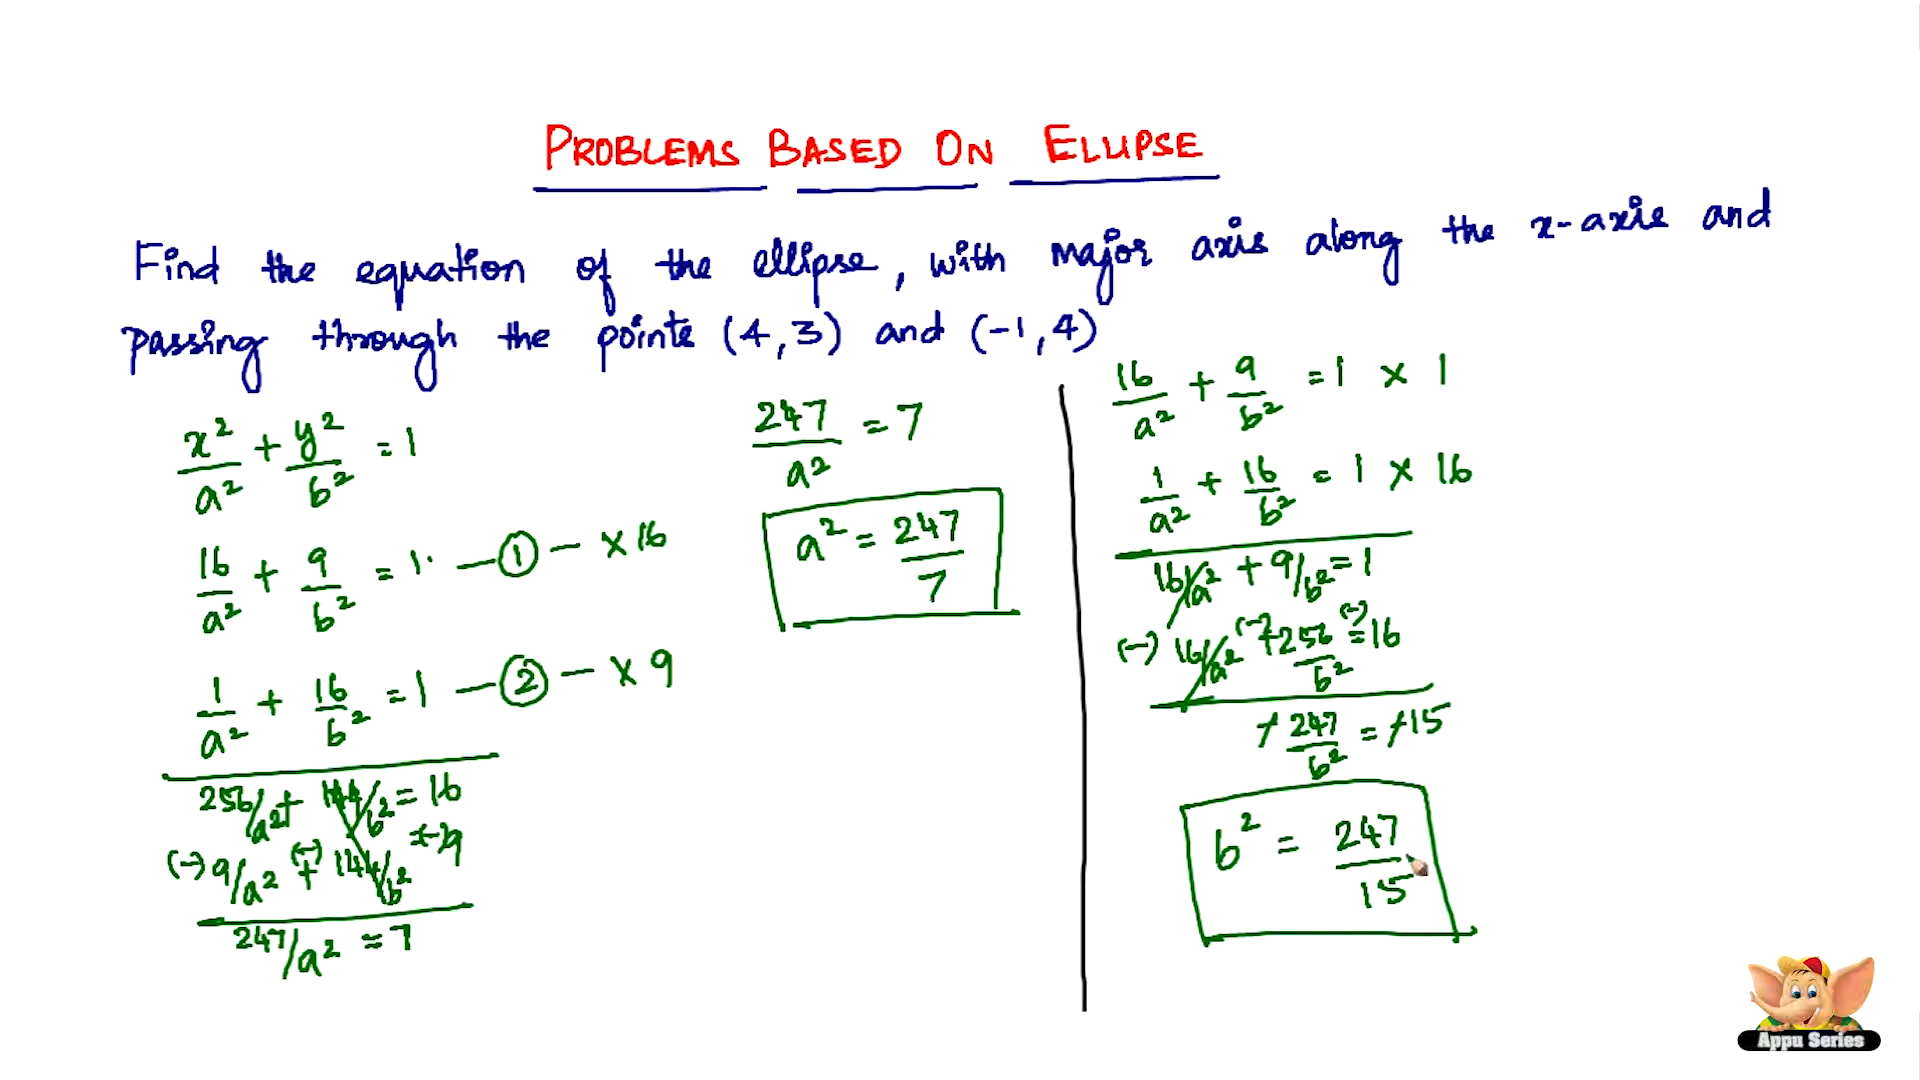 PROBLEMS BASED ON ELLIPSE
Find the equation of the ellipse, with major axis along the x-axis and
passing through the points (4,3) and (-1,4)
x²/a² + y²/b² = 1
16/a² + 9/b² = 1. — ① — × 16
1/a² + 16/b² = 1 — ② — × 9
256/a² + 144/b² = 16
(-) 9/a² (-)+ 144/b² (-)= 9
247/a² = 7
247/a² = 7
a² = 247/7
16/a² + 9/b² = 1 × 1
1/a² + 16/b² = 1 × 16
16/a² + 9/b² = 1
(-) 16/a² (-)+ 256/b² (-)= 16
- 247/b² = -15
b² = 247/15
Appu Series